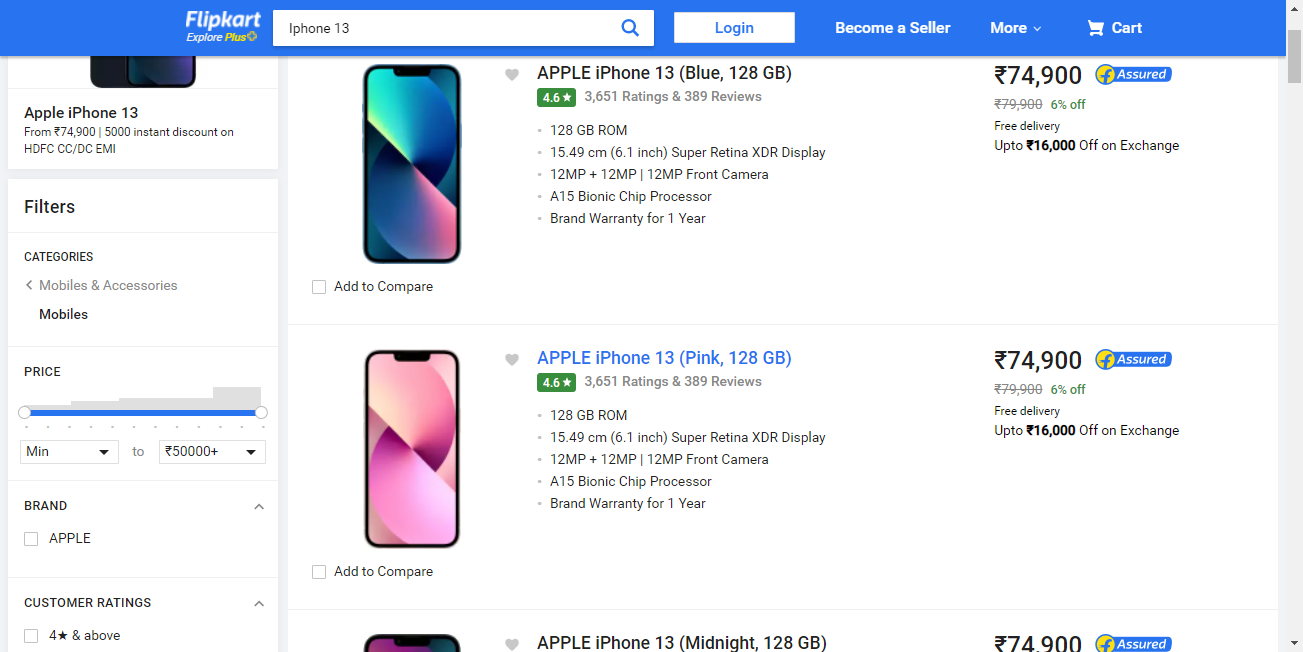 Flipkart
Explore Plus
Iphone 13
Login
Become a Seller
More
Cart
Apple iPhone 13
From ₹74,900 | 5000 instant discount on
HDFC CC/DC EMI
Filters
CATEGORIES
Mobiles & Accessories
Mobiles
PRICE
Min
to
₹50000+
BRAND
APPLE
CUSTOMER RATINGS
4★ & above
APPLE iPhone 13 (Blue, 128 GB)
4.6 ★ 3,651 Ratings & 389 Reviews
128 GB ROM
15.49 cm (6.1 inch) Super Retina XDR Display
12MP + 12MP | 12MP Front Camera
A15 Bionic Chip Processor
Brand Warranty for 1 Year
Add to Compare
₹74,900 Assured
₹79,900 6% off
Free delivery
Upto ₹16,000 Off on Exchange
APPLE iPhone 13 (Pink, 128 GB)
4.6 ★ 3,651 Ratings & 389 Reviews
128 GB ROM
15.49 cm (6.1 inch) Super Retina XDR Display
12MP + 12MP | 12MP Front Camera
A15 Bionic Chip Processor
Brand Warranty for 1 Year
Add to Compare
₹74,900 Assured
₹79,900 6% off
Free delivery
Upto ₹16,000 Off on Exchange
APPLE iPhone 13 (Midnight, 128 GB)
₹74,900 Assured